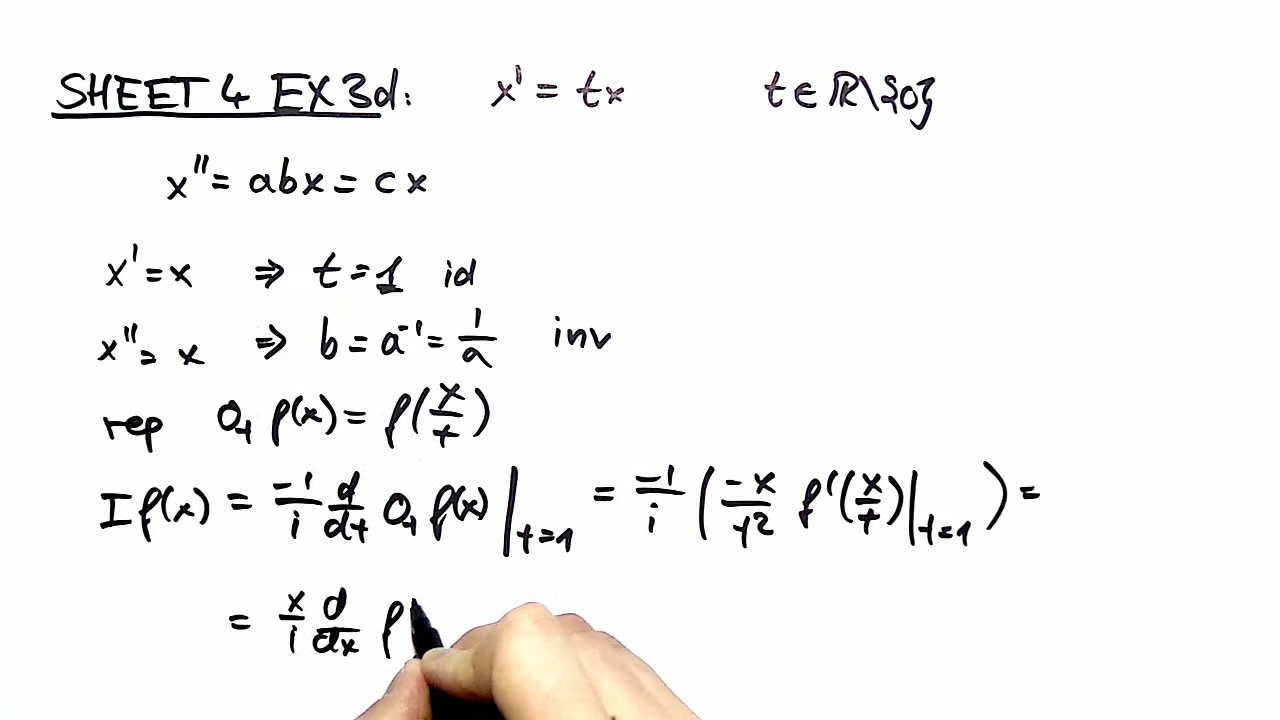 SHEET 4 EX 3d: x' = tx t ∈ ℝ\{0}
x'' = abx = cx
x' = x ⇒ t = 1 id
x'' = x ⇒ b = a⁻¹ = 1/a inv
rep O_t f(x) = f(x/t)
I f(x) = -1/i d/dt O_t f(x) |_{t=1} = -1/i ( -x/t² f'(x/t) |_{t=1} ) =
= x/i d/dx f